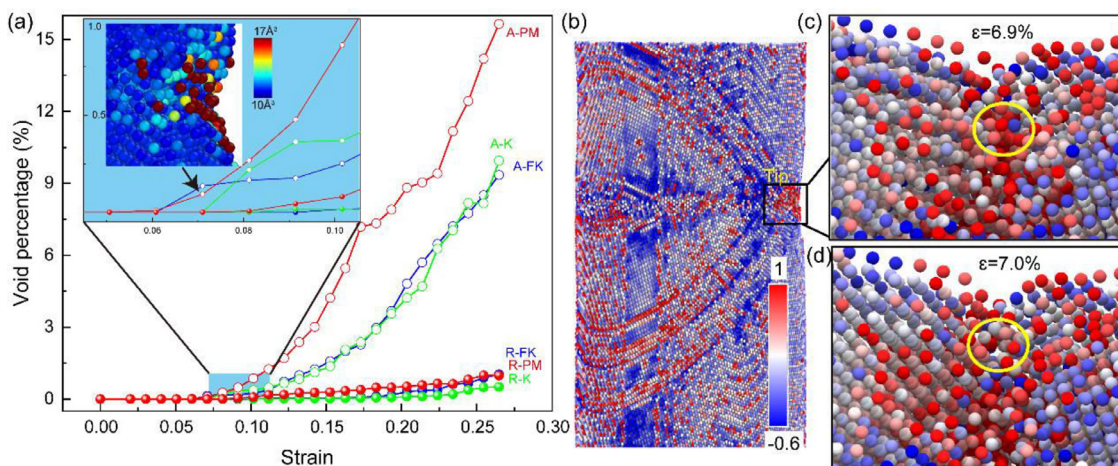 (a)
15
12
9
6
3
0
Void percentage (%)
0.00 0.05 0.10 0.15 0.20 0.25 0.30
Strain
1.0
0.5
0.06 0.08 0.10
17Å³
10Å³
A-PM
A-K
A-FK
R-FK
R-PM
R-K
(b)
Tip
1
-0.6
(c)
ε=6.9%
(d)
ε=7.0%